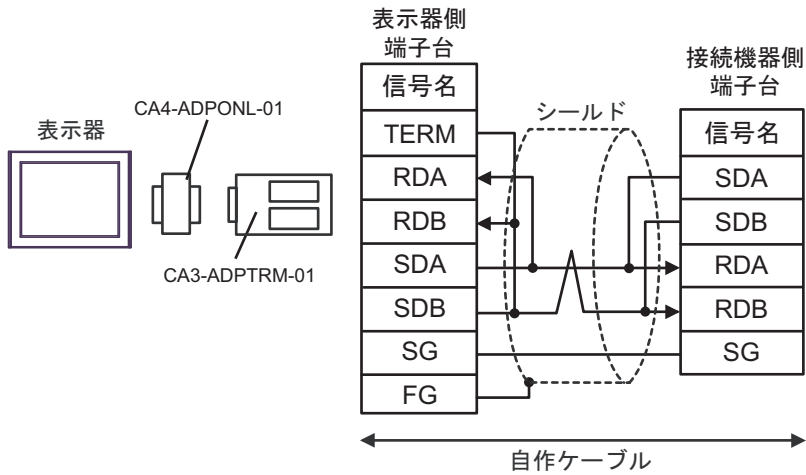 表示器
CA4-ADPONL-01
CA3-ADPTRM-01
表示器側
端子台
信号名
TERM
RDA
RDB
SDA
SDB
SG
FG
シールド
接続機器側
端子台
信号名
SDA
SDB
RDA
RDB
SG
自作ケーブル